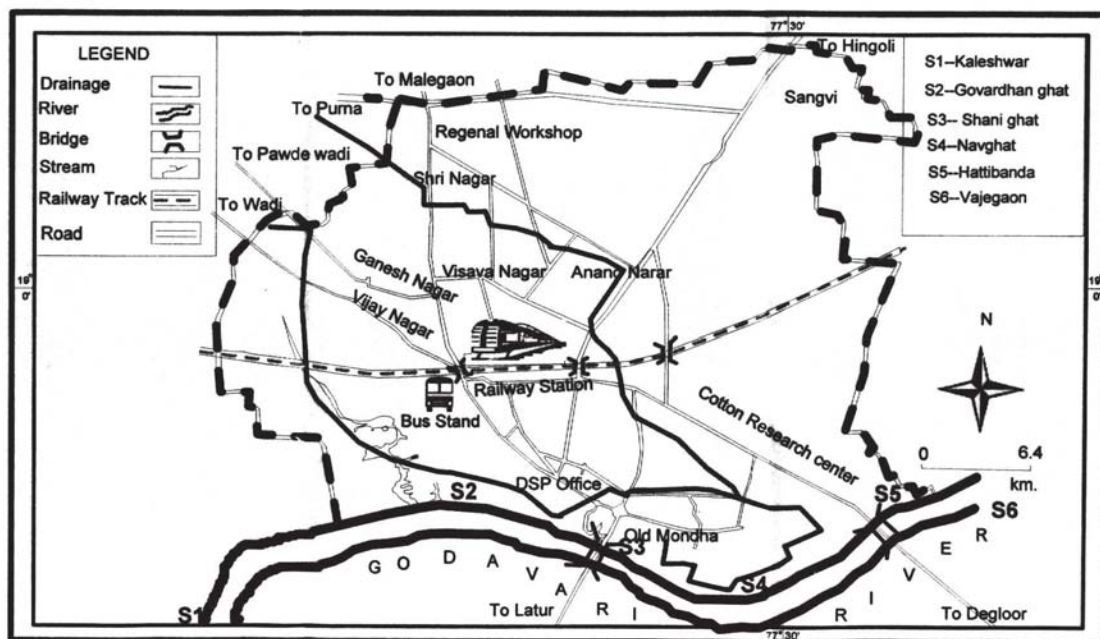 77° 30'
LEGEND
Drainage
River
Bridge
Stream
Railway Track
Road
S1--Kaleshwar
S2--Govardhan ghat
S3-- Shani ghat
S4--Navghat
S5--Hattibanda
S6--Vajegaon
To Hingoli
To Malegaon
Sangvi
To Purna
Regenal Workshop
To Pawde wadi
Shri Nagar
To Wadi
Ganesh Nagar
Visava Nagar
Anand Narar
19° 0'
19° 0'
Vijay Nagar
N
Railway Station
Bus Stand
Cotton Research center
0 6.4
km.
DSP Office
S2
S5
S6
Old Mondha
S3
S4
S1
GODAVARI RIVER
To Latur
To Degloor
77° 30'